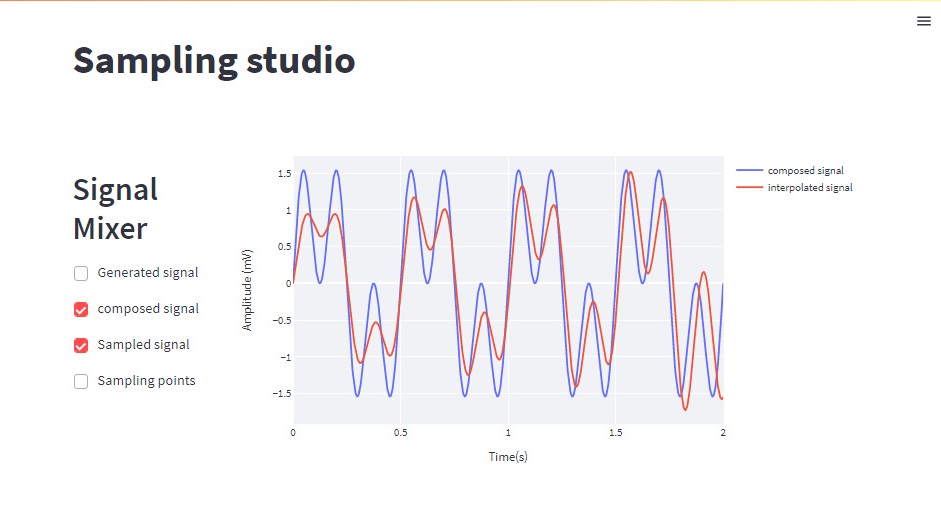 Sampling studio
Signal
Mixer
Generated signal
composed signal
Sampled signal
Sampling points
Amplitude (mV)
1.5
1
0.5
0
−0.5
−1
−1.5
0
0.5
1
1.5
2
Time(s)
composed signal
interpolated signal